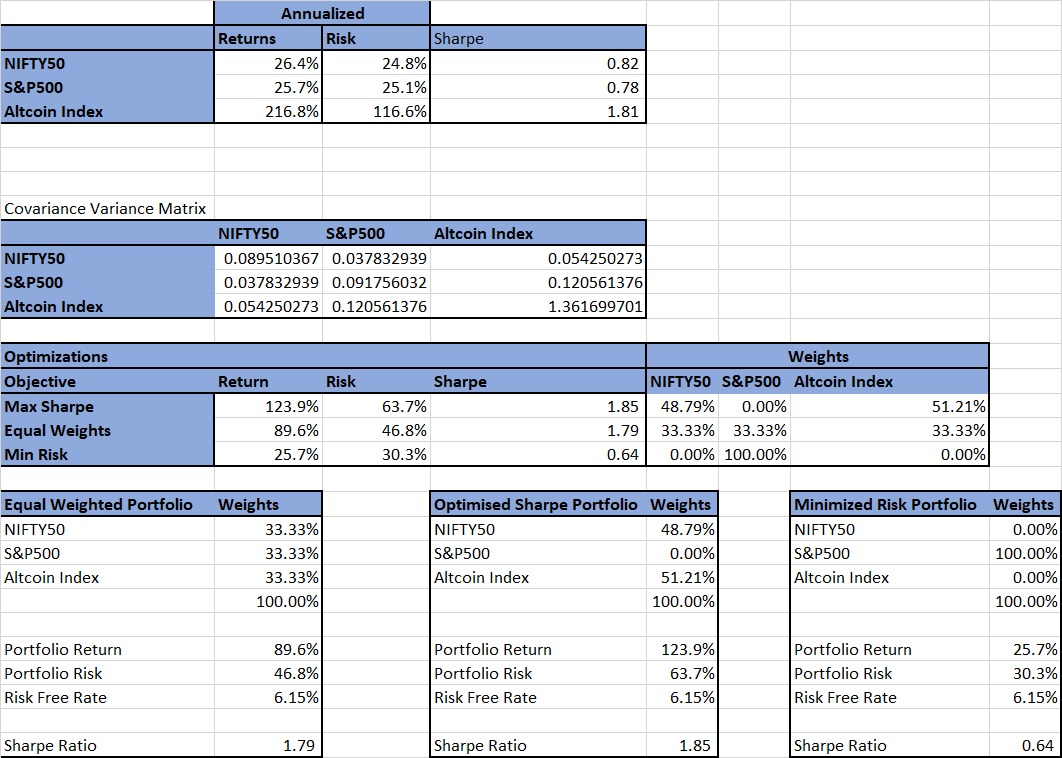 Annualized
Returns Risk Sharpe
NIFTY50 26.4% 24.8% 0.82
S&P500 25.7% 25.1% 0.78
Altcoin Index 216.8% 116.6% 1.81
Covariance Variance Matrix
NIFTY50 S&P500 Altcoin Index
NIFTY50 0.089510367 0.037832939 0.054250273
S&P500 0.037832939 0.091756032 0.120561376
Altcoin Index 0.054250273 0.120561376 1.361699701
Optimizations Weights
Objective Return Risk Sharpe NIFTY50 S&P500 Altcoin Index
Max Sharpe 123.9% 63.7% 1.85 48.79% 0.00% 51.21%
Equal Weights 89.6% 46.8% 1.79 33.33% 33.33% 33.33%
Min Risk 25.7% 30.3% 0.64 0.00% 100.00% 0.00%
Equal Weighted Portfolio Weights Optimised Sharpe Portfolio Weights Minimized Risk Portfolio Weights
NIFTY50 33.33% NIFTY50 48.79% NIFTY50 0.00%
S&P500 33.33% S&P500 0.00% S&P500 100.00%
Altcoin Index 33.33% Altcoin Index 51.21% Altcoin Index 0.00%
100.00% 100.00% 100.00%
Portfolio Return 89.6% Portfolio Return 123.9% Portfolio Return 25.7%
Portfolio Risk 46.8% Portfolio Risk 63.7% Portfolio Risk 30.3%
Risk Free Rate 6.15% Risk Free Rate 6.15% Risk Free Rate 6.15%
Sharpe Ratio 1.79 Sharpe Ratio 1.85 Sharpe Ratio 0.64